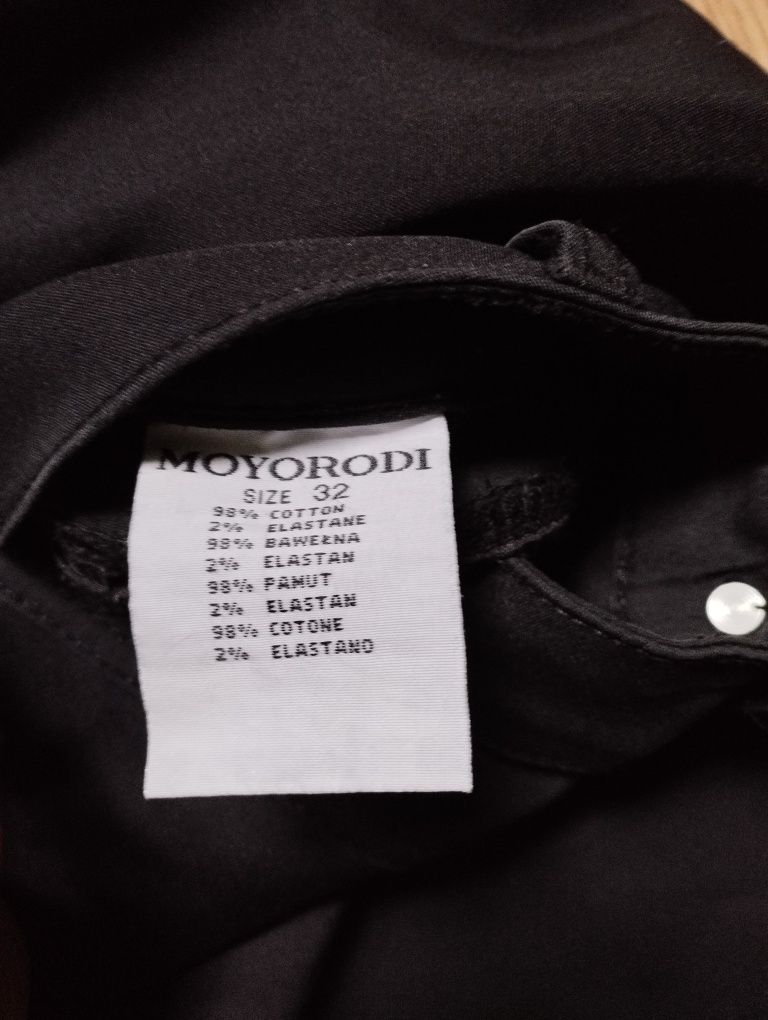 MOYORODI
SIZE 32
98% COTTON
2% ELASTANE
98% BAWEŁNA
2% ELASTAN
98% PAMUT
2% ELASTAN
98% COTONE
2% ELASTANO